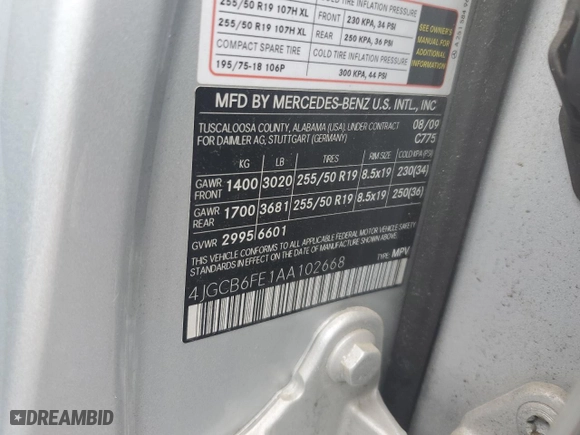 255/50 R19 107H XL
255/50 R19 107H XL
COMPACT SPARE TIRE
195/75-18 106P
COLD TIRE INFLATION PRESSURE
FRONT 230 KPA, 34 PSI
REAR 250 KPA, 36 PSI
COLD TIRE INFLATION PRESSURE
300 KPA, 44 PSI
SEE OWNER'S
MANUAL FOR
ADDITIONAL
INFORMATION
MFD BY MERCEDES-BENZ U.S. INTL., INC
TUSCALOOSA COUNTY, ALABAMA (USA), UNDER CONTRACT 08/09
FOR DAIMLER AG, STUTTGART (GERMANY) C775
KG LB TIRES RIM SIZE COLD KPA (PSI)
GAWR FRONT 1400 3020 255/50 R19 8.5x19 230(34)
GAWR REAR 1700 3681 255/50 R19 8.5x19 250(36)
GVWR 2995 6601
THIS VEHICLE CONFORMS TO ALL APPLICABLE FEDERAL MOTOR VEHICLE SAFETY
STANDARDS IN EFFECT ON THE DATE OF MANUFACTURE SHOWN ABOVE.
4JGCB6FE1AA102668 TYPE: MPV
DREAMBID